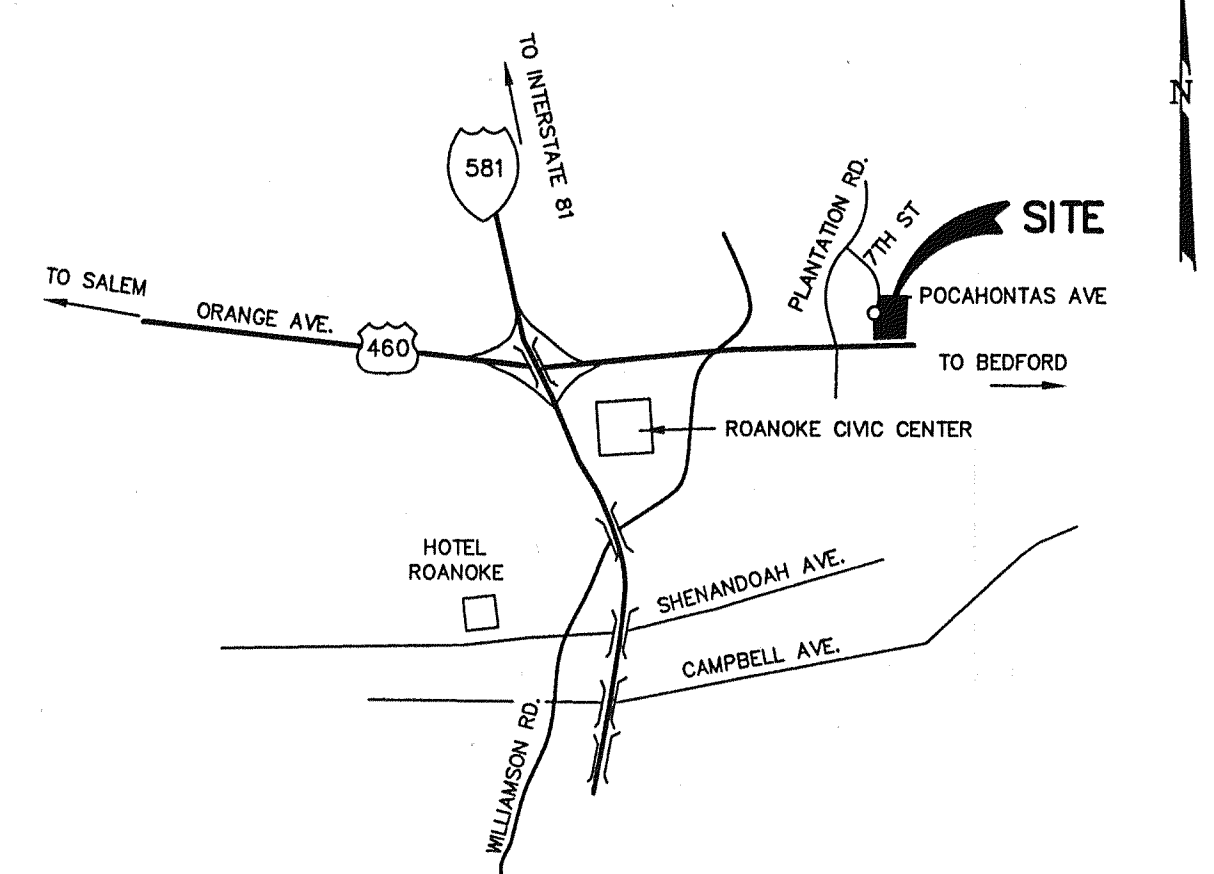 TO INTERSTATE 81
N
581
PLANTATION RD.
7TH ST
SITE
TO SALEM
ORANGE AVE.
460
POCAHONTAS AVE
TO BEDFORD
ROANOKE CIVIC CENTER
HOTEL
ROANOKE
SHENANDOAH AVE.
CAMPBELL AVE.
WILLIAMSON RD.